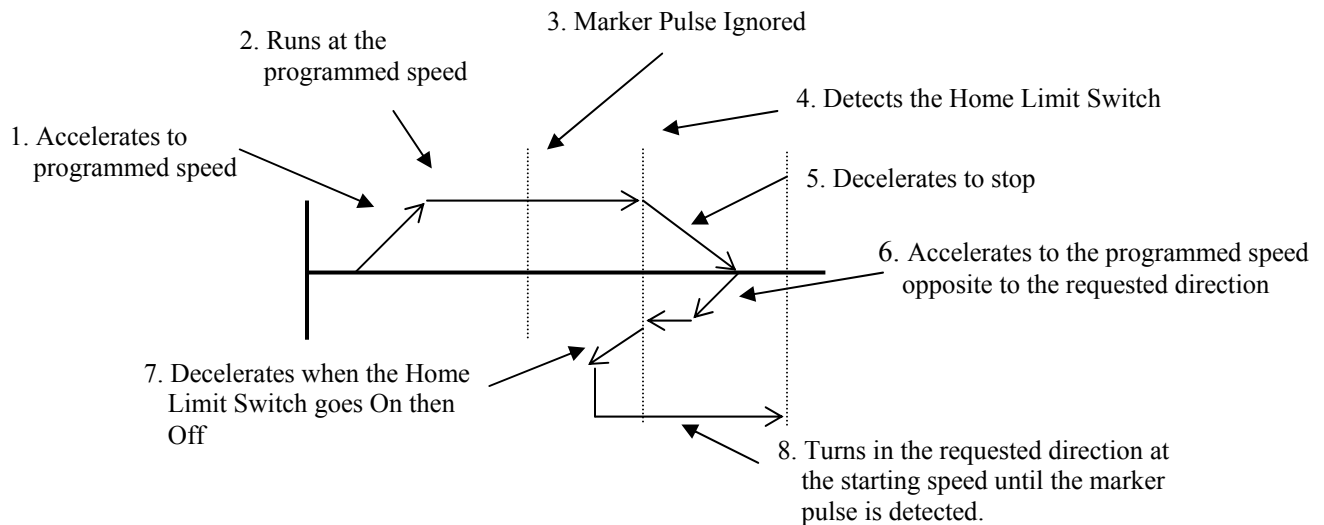 1. Accelerates to
programmed speed
2. Runs at the
programmed speed
3. Marker Pulse Ignored
4. Detects the Home Limit Switch
5. Decelerates to stop
6. Accelerates to the programmed speed
opposite to the requested direction
7. Decelerates when the Home
Limit Switch goes On then
Off
8. Turns in the requested direction at
the starting speed until the marker
pulse is detected.